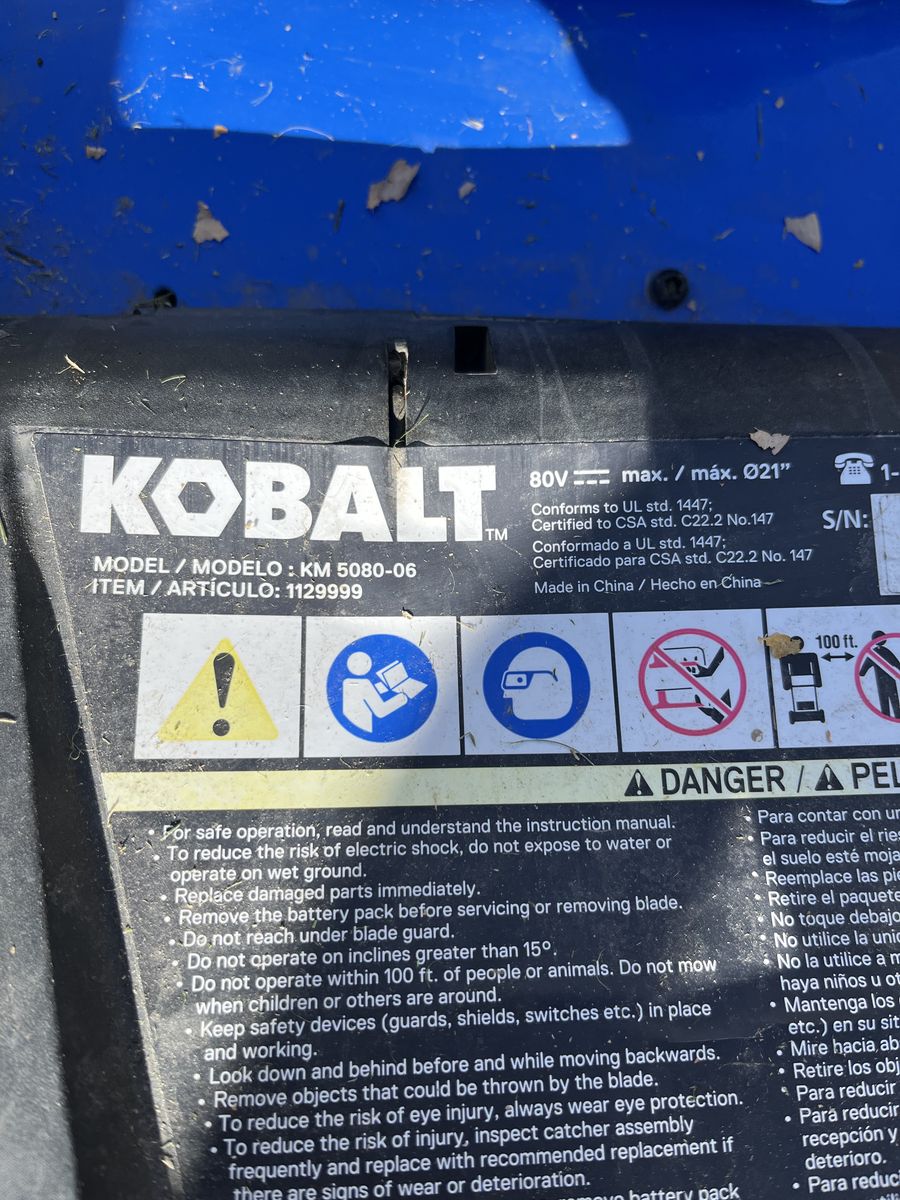 KOBALT™
MODEL / MODELO : KM 5080-06
ITEM / ARTÍCULO: 1129999
80V max. / máx. Ø21”
Conforms to UL std. 1447;
Certified to CSA std. C22.2 No.147
Conformado a UL std. 1447;
Certificado para CSA std. C22.2 No. 147
Made in China / Hecho en China
1-
S/N:
100 ft.
DANGER / PEL
• For safe operation, read and understand the instruction manual.
• To reduce the risk of electric shock, do not expose to water or
operate on wet ground.
• Replace damaged parts immediately.
• Remove the battery pack before servicing or removing blade.
• Do not reach under blade guard.
• Do not operate on inclines greater than 15°.
• Do not operate within 100 ft. of people or animals. Do not mow
when children or others are around.
• Keep safety devices (guards, shields, switches etc.) in place
and working.
• Look down and behind before and while moving backwards.
• Remove objects that could be thrown by the blade.
• To reduce the risk of eye injury, always wear eye protection.
• To reduce the risk of injury, inspect catcher assembly
frequently and replace with recommended replacement if
there are signs of wear or deterioration.
remove battery pack
• Para contar con un
• Para reducir el ries
el suelo esté moja
• Reemplace las pie
• Retire el paquete
• No toque debajo
• No utilice la unid
• No la utilice a m
haya niños u ot
• Mantenga los
etc.) en su sit
• Mire hacia ab
• Retire los obj
• Para reducir
• Para reducir
recepción y
deterioro.
• Para reduc